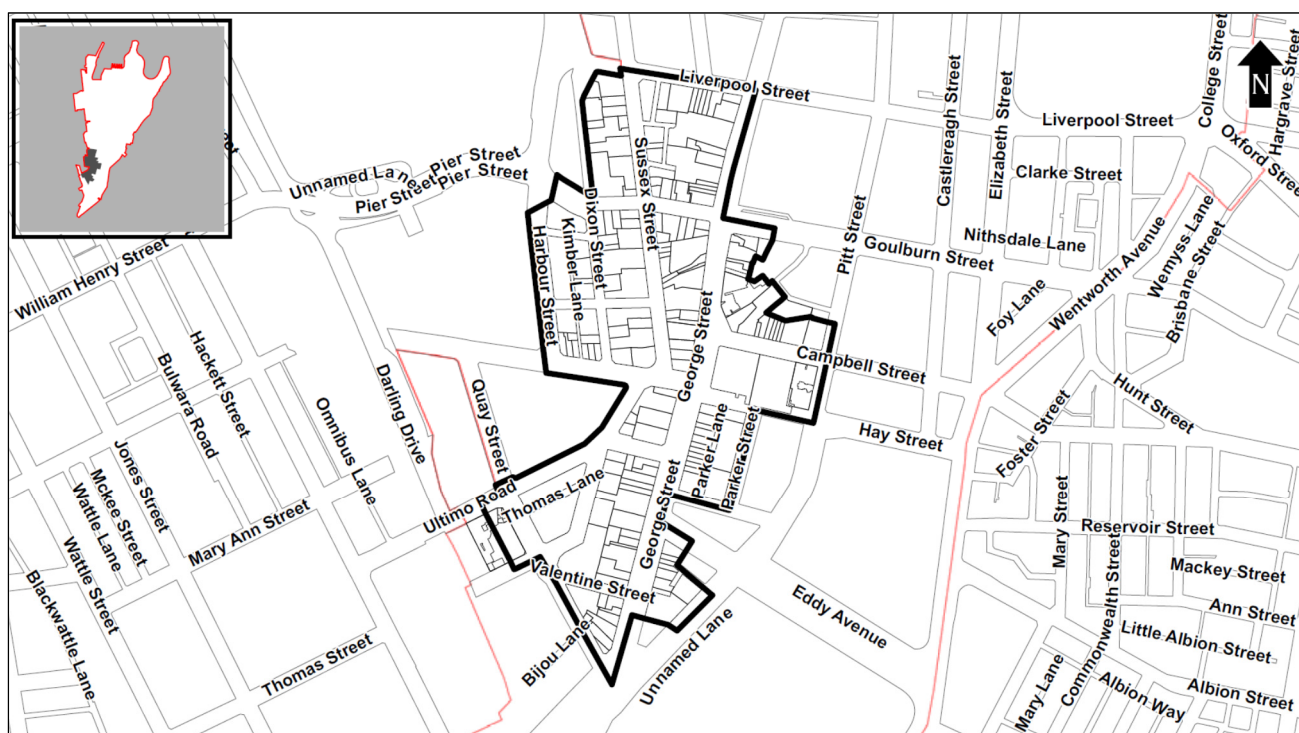 Liverpool Street
College Street
Hargrave Street
N
Oxford Street
Castlereagh Street
Elizabeth Street
Liverpool Street
Clarke Street
Pier Street
Unnamed Lane
Pier Street
Pier Street
Sussex Street
Dixon Street
Kimber Lane
Harbour Street
Pitt Street
Goulburn Street
Nithsdale Lane
Wentworth Avenue
Wemyss Lane
Brisbane Street
William Henry Street
Foy Lane
George Street
Campbell Street
Hackett Street
Bulwara Road
Omnibus Lane
Darling Drive
Quay Street
Hunt Street
Foster Street
Hay Street
Parker Lane
Parker Street
Jones Street
Mckee Street
Wattle Lane
Wattle Street
Mary Ann Street
Ultimo Road
Thomas Lane
George Street
Mary Street
Reservoir Street
Mackey Street
Commonwealth Street
Ann Street
Little Albion Street
Albion Street
Albion Way
Mary Lane
Blackwattle Lane
Valentine Street
Eddy Avenue
Thomas Street
Bijou Lane
Unnamed Lane